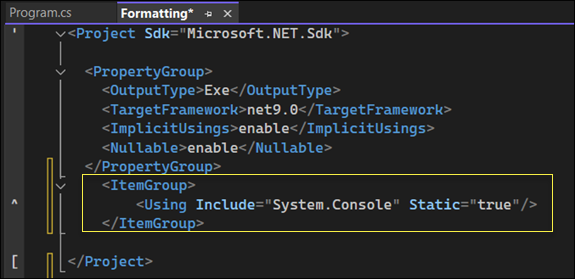 Program.cs
Formatting*
<Project Sdk="Microsoft.NET.Sdk">
<PropertyGroup>
<OutputType>Exe</OutputType>
<TargetFramework>net9.0</TargetFramework>
<ImplicitUsings>enable</ImplicitUsings>
<Nullable>enable</Nullable>
</PropertyGroup>
<ItemGroup>
<Using Include="System.Console" Static="true"/>
</ItemGroup>
</Project>